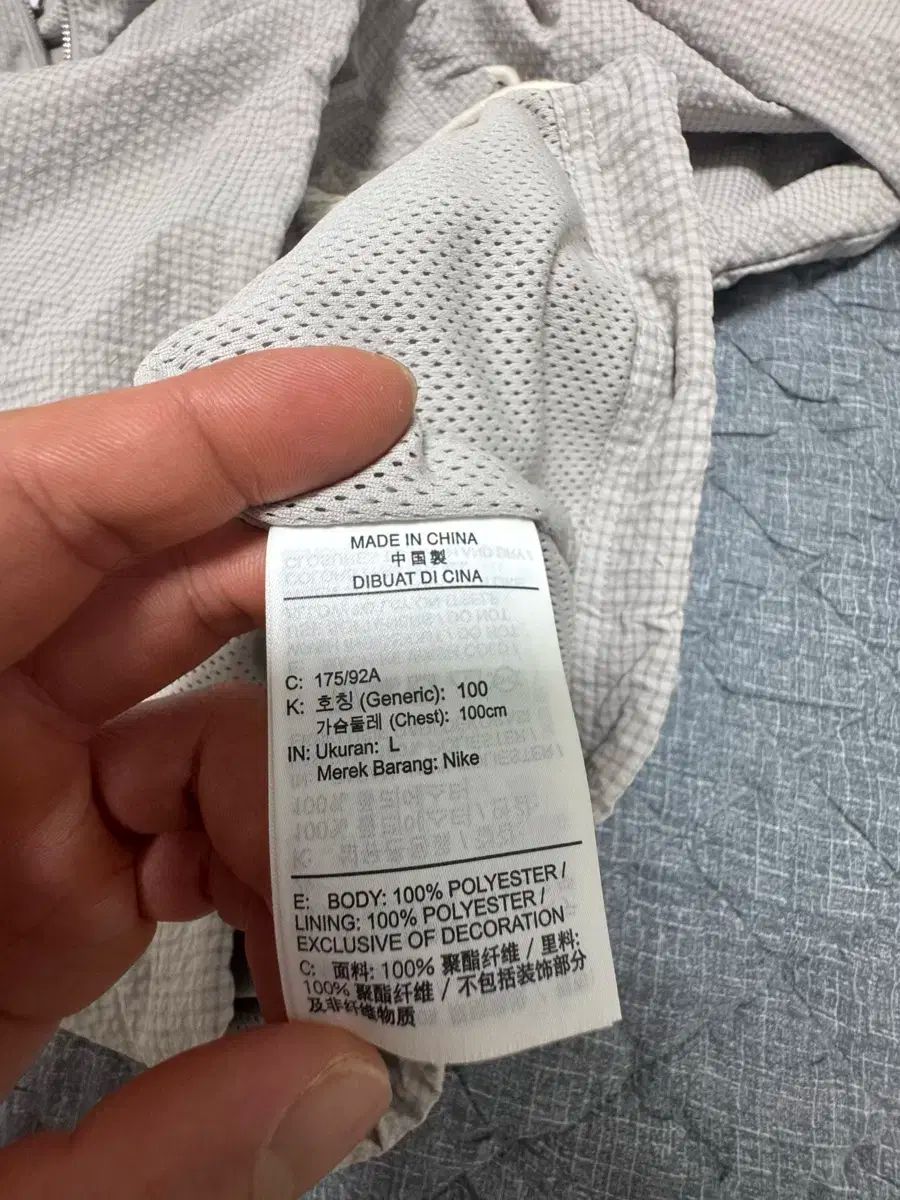 MADE IN CHINA
中国製
DIBUAT DI CINA
C: 175/92A
K: 호칭 (Generic): 100
가슴둘레 (Chest): 100cm
IN: Ukuran: L
Merek Barang: Nike
E: BODY: 100% POLYESTER /
LINING: 100% POLYESTER /
EXCLUSIVE OF DECORATION
C: 面料: 100% 聚酯纤维 / 里料:
100% 聚酯纤维 / 不包括装饰部分
及非纤维物质